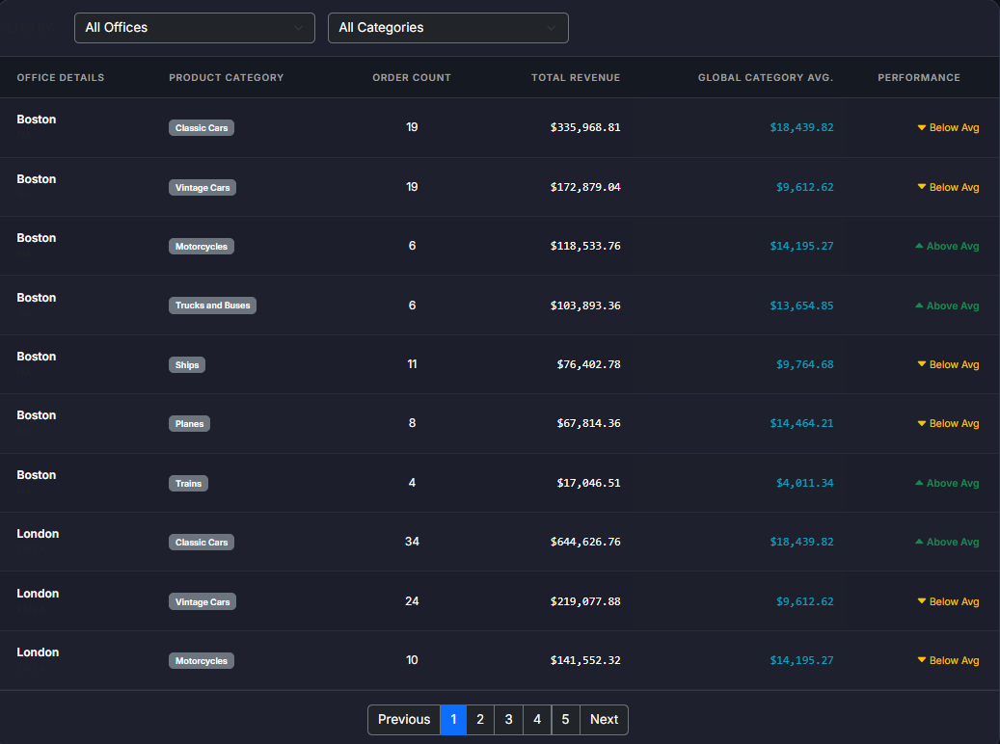 All Offices All Categories
OFFICE DETAILS PRODUCT CATEGORY ORDER COUNT TOTAL REVENUE GLOBAL CATEGORY AVG. PERFORMANCE
Boston Classic Cars 19 $335,968.81 $18,439.82 Below Avg
Boston Vintage Cars 19 $172,879.04 $9,612.62 Below Avg
Boston Motorcycles 6 $118,533.76 $14,195.27 Above Avg
Boston Trucks and Buses 6 $103,893.36 $13,654.85 Above Avg
Boston Ships 11 $76,402.78 $9,764.68 Below Avg
Boston Planes 8 $67,814.36 $14,464.21 Below Avg
Boston Trains 4 $17,046.51 $4,011.34 Above Avg
London Classic Cars 34 $644,626.76 $18,439.82 Above Avg
London Vintage Cars 24 $219,077.88 $9,612.62 Below Avg
London Motorcycles 10 $141,552.32 $14,195.27 Below Avg
Previous 1 2 3 4 5 Next